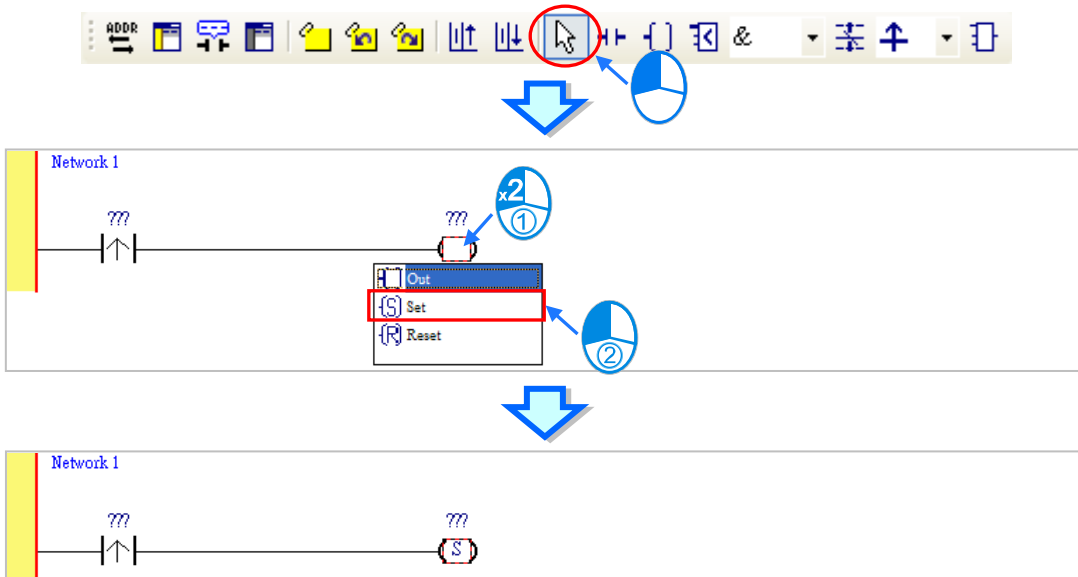 ADDR
&
Network 1
x2
??? ???
①
Out
Set
Reset
②
Network 1
??? ???
S